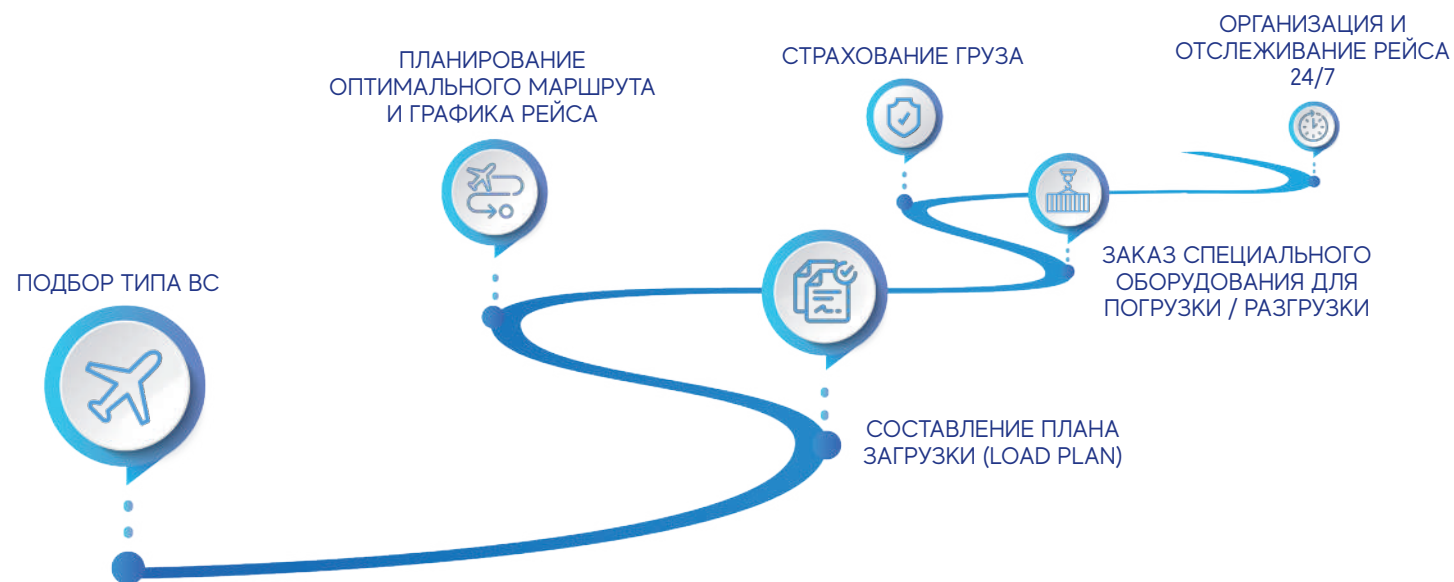 ПОДБОР ТИПА ВС
ПЛАНИРОВАНИЕ
ОПТИМАЛЬНОГО МАРШРУТА
И ГРАФИКА РЕЙСА
СОСТАВЛЕНИЕ ПЛАНА
ЗАГРУЗКИ (LOAD PLAN)
СТРАХОВАНИЕ ГРУЗА
ЗАКАЗ СПЕЦИАЛЬНОГО
ОБОРУДОВАНИЯ ДЛЯ
ПОГРУЗКИ / РАЗГРУЗКИ
ОРГАНИЗАЦИЯ И
ОТСЛЕЖИВАНИЕ РЕЙСА
24/7